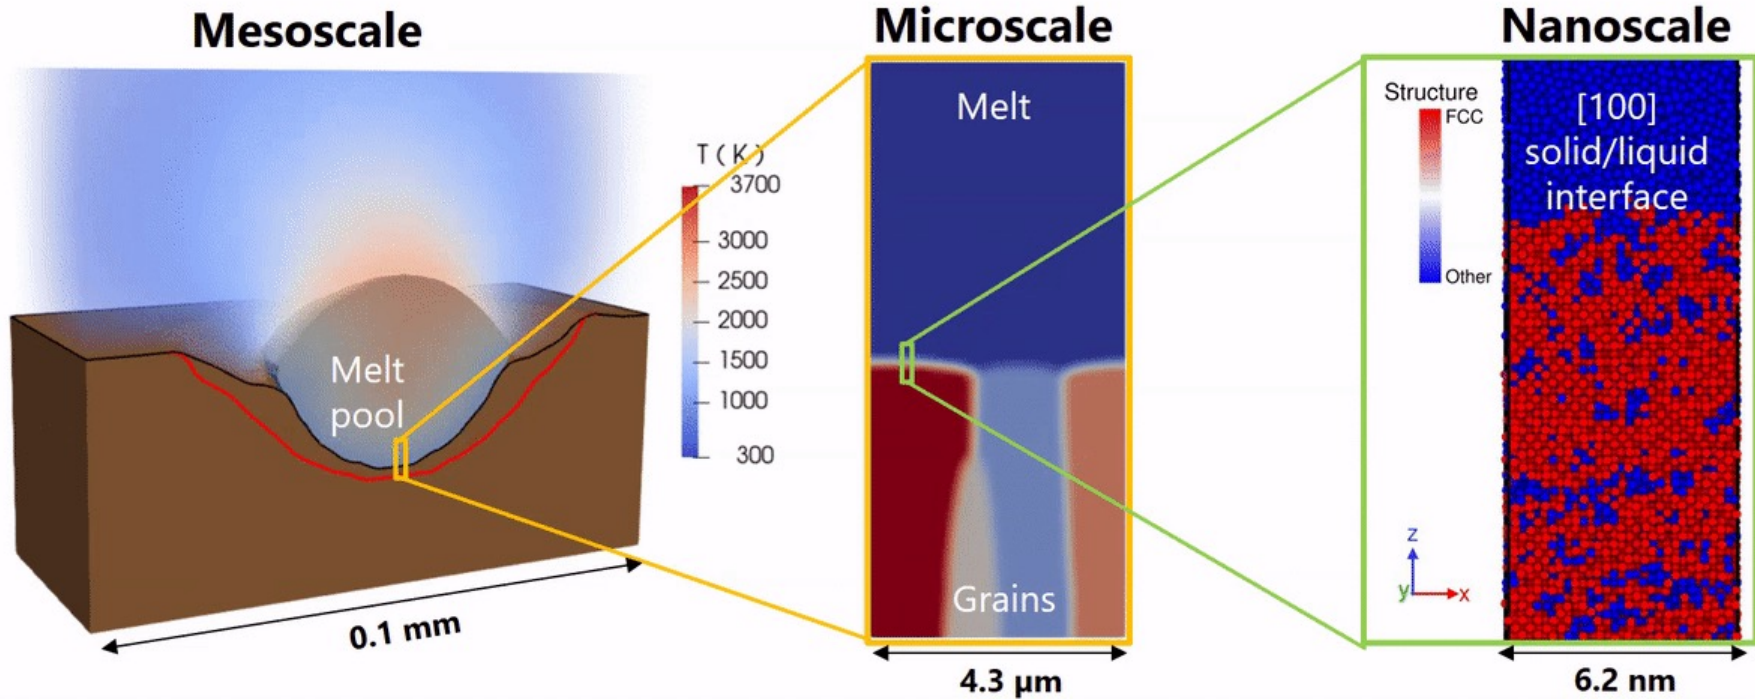 Mesoscale
Microscale
Nanoscale
T(K)
3700
3000
2500
2000
1500
1000
300
Melt
pool
0.1 mm
Melt
Grains
4.3 µm
Structure
FCC
Other
[100]
solid/liquid
interface
z
y
x
6.2 nm